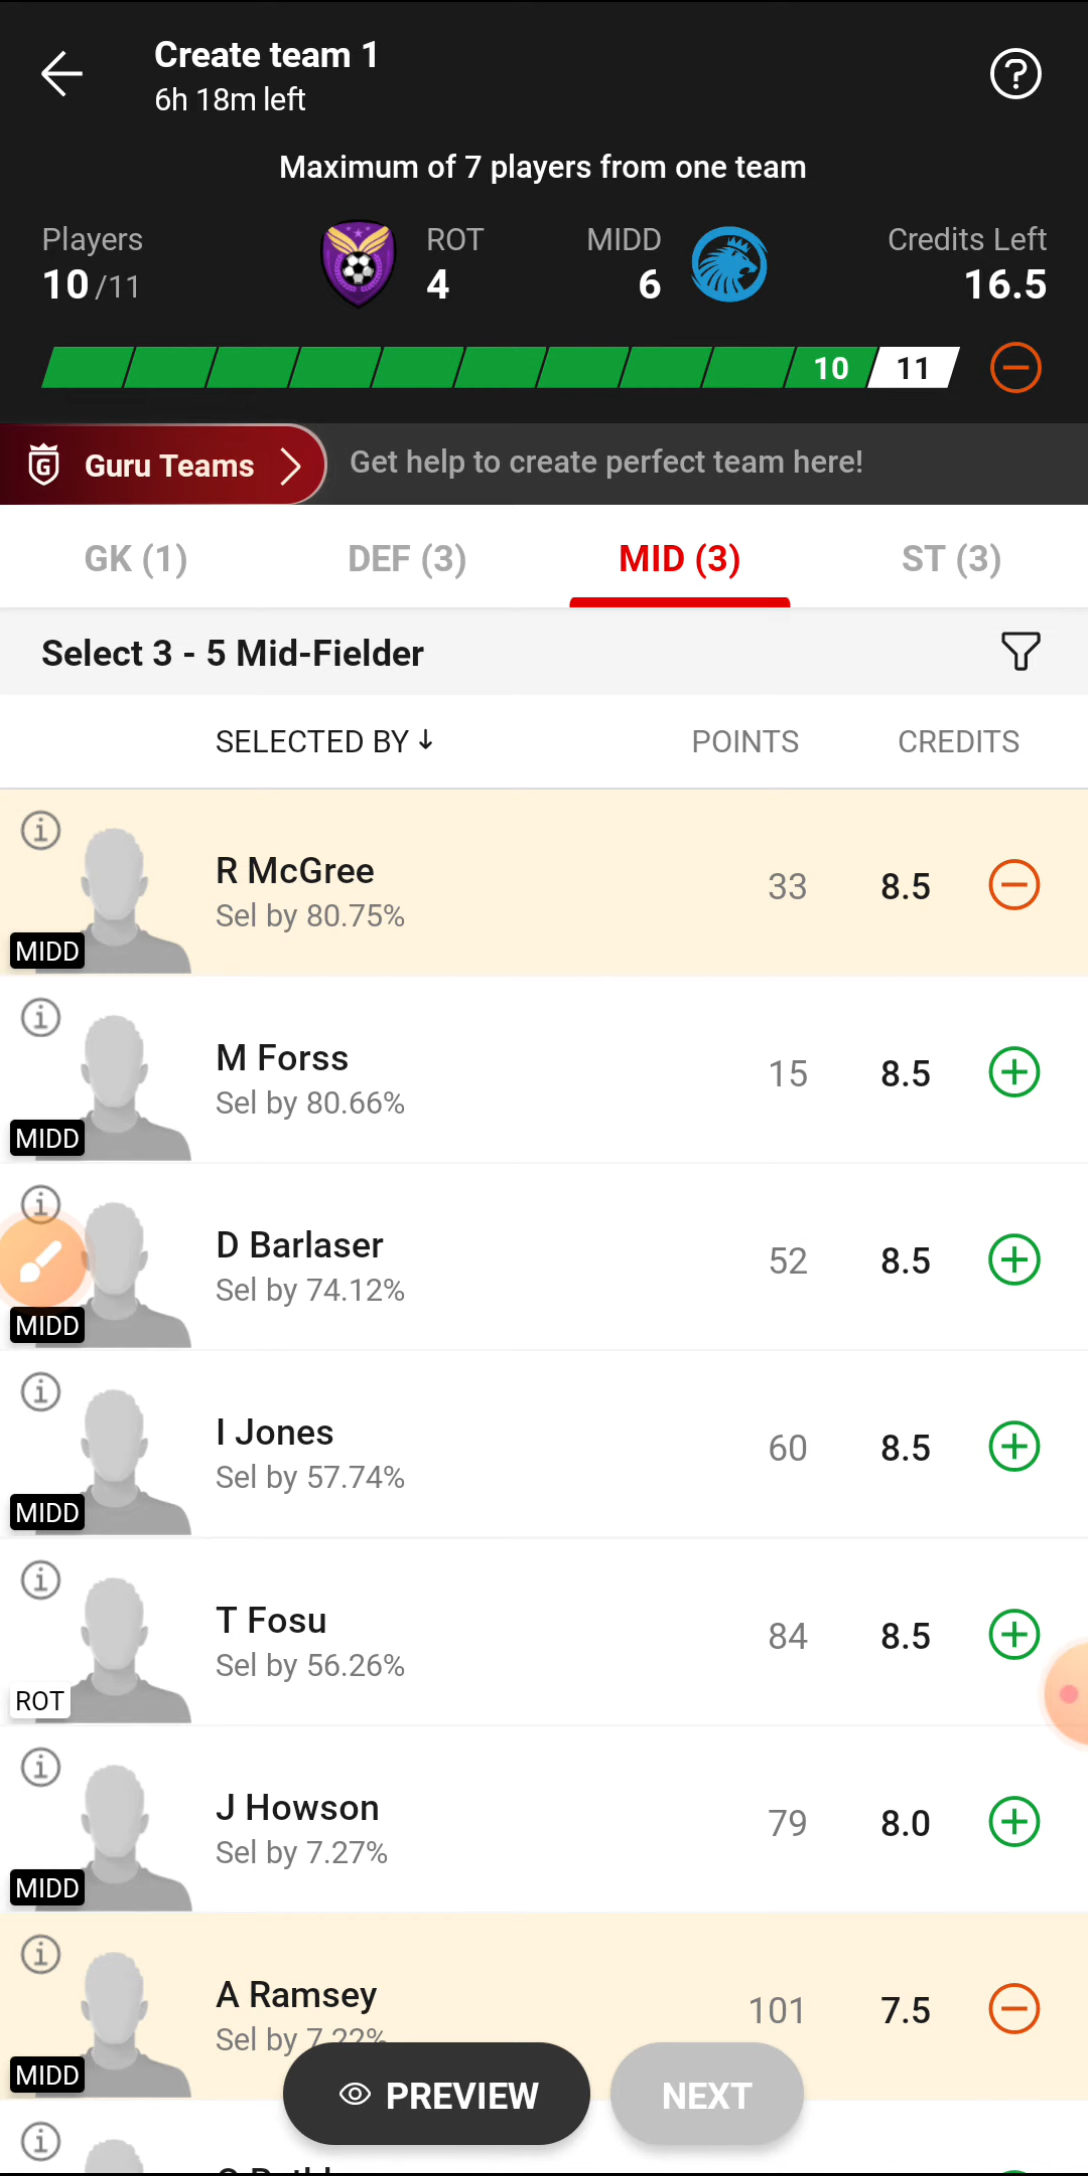 Create team 1
6h 18m left
Maximum of 7 players from one team
Players
10/11
ROT
4
MIDD
6
Credits Left
16.5
10 11
G Guru Teams
Get help to create perfect team here!
GK (1) DEF (3) MID (3) ST (3)
Select 3 - 5 Mid-Fielder
SELECTED BY ↓ POINTS CREDITS
R McGree 33 8.5
Sel by 80.75%
MIDD
M Forss 15 8.5
Sel by 80.66%
MIDD
D Barlaser 52 8.5
Sel by 74.12%
MIDD
I Jones 60 8.5
Sel by 57.74%
MIDD
T Fosu 84 8.5
Sel by 56.26%
ROT
J Howson 79 8.0
Sel by 7.27%
MIDD
A Ramsey 101 7.5
Sel by 7.22%
MIDD
PREVIEW NEXT